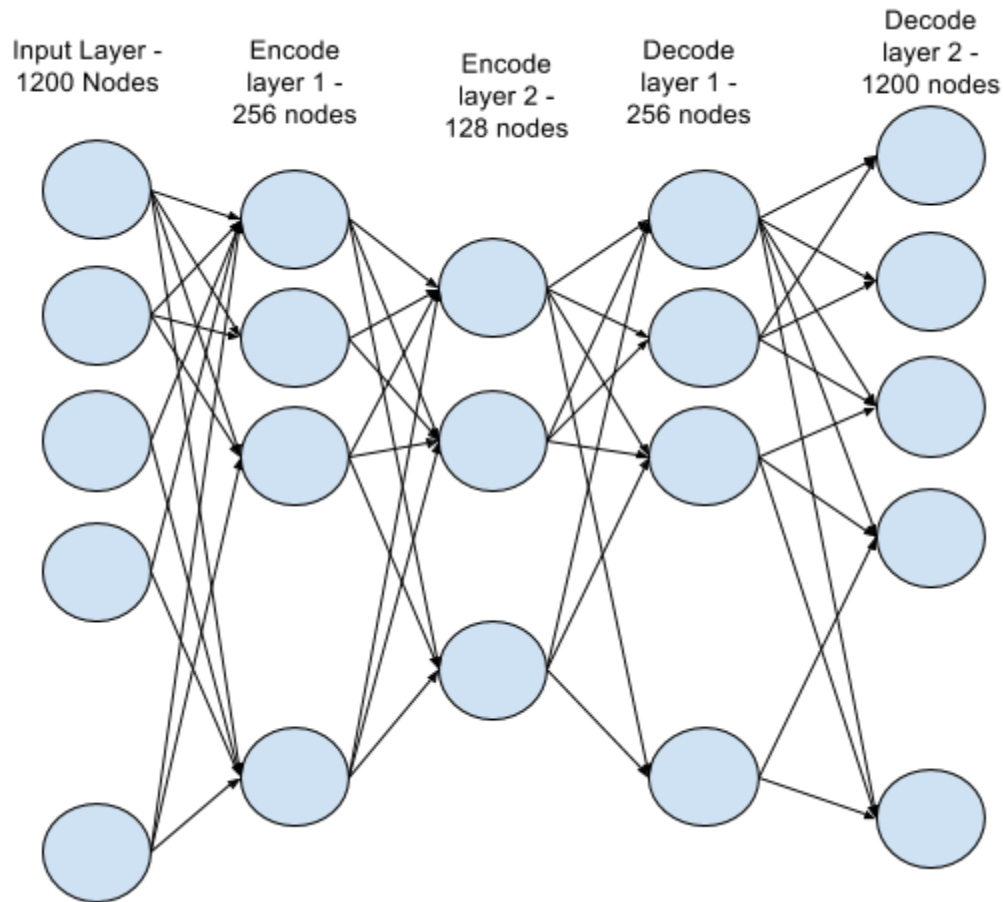 Input Layer -
1200 Nodes
Encode
layer 1 -
256 nodes
Encode
layer 2 -
128 nodes
Decode
layer 1 -
256 nodes
Decode
layer 2 -
1200 nodes